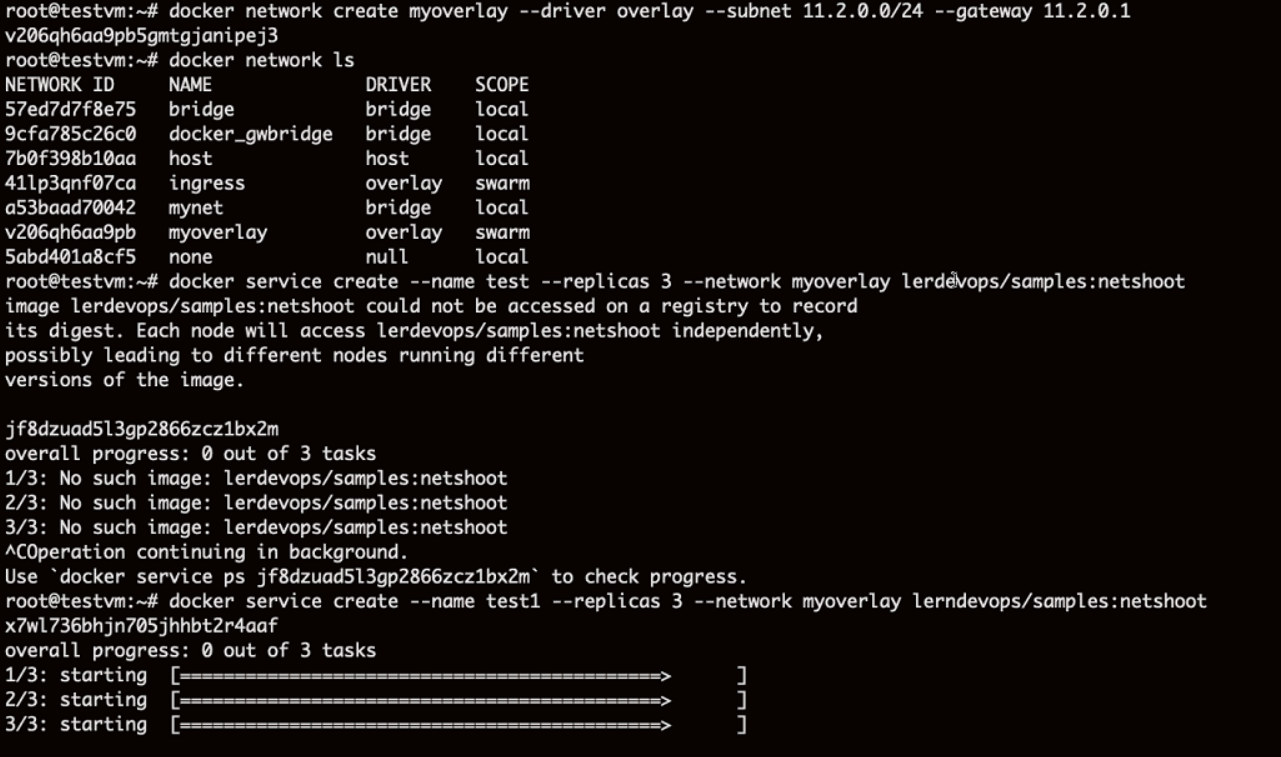 root@testvm:~# docker network create myoverlay --driver overlay --subnet 11.2.0.0/24 --gateway 11.2.0.1
v206qh6aa9pb5gmtgjanipej3
root@testvm:~# docker network ls
NETWORK ID     NAME              DRIVER    SCOPE
57ed7d7f8e75   bridge            bridge    local
9cfa785c26c0   docker_gwbridge   bridge    local
7b0f398b10aa   host              host      local
41lp3qnf07ca   ingress           overlay   swarm
a53baad70042   mynet             bridge    local
v206qh6aa9pb   myoverlay         overlay   swarm
5abd401a8cf5   none              null      local
root@testvm:~# docker service create --name test --replicas 3 --network myoverlay lerdevops/samples:netshoot
image lerdevops/samples:netshoot could not be accessed on a registry to record
its digest. Each node will access lerdevops/samples:netshoot independently,
possibly leading to different nodes running different
versions of the image.

jf8dzuad5l3gp2866zcz1bx2m
overall progress: 0 out of 3 tasks
1/3: No such image: lerdevops/samples:netshoot
2/3: No such image: lerdevops/samples:netshoot
3/3: No such image: lerdevops/samples:netshoot
^COperation continuing in background.
Use `docker service ps jf8dzuad5l3gp2866zcz1bx2m` to check progress.
root@testvm:~# docker service create --name test1 --replicas 3 --network myoverlay lerndevops/samples:netshoot
x7wl736bhjn705jhhbt2r4aaf
overall progress: 0 out of 3 tasks
1/3: starting  [============================================>      ]
2/3: starting  [============================================>      ]
3/3: starting  [============================================>      ]